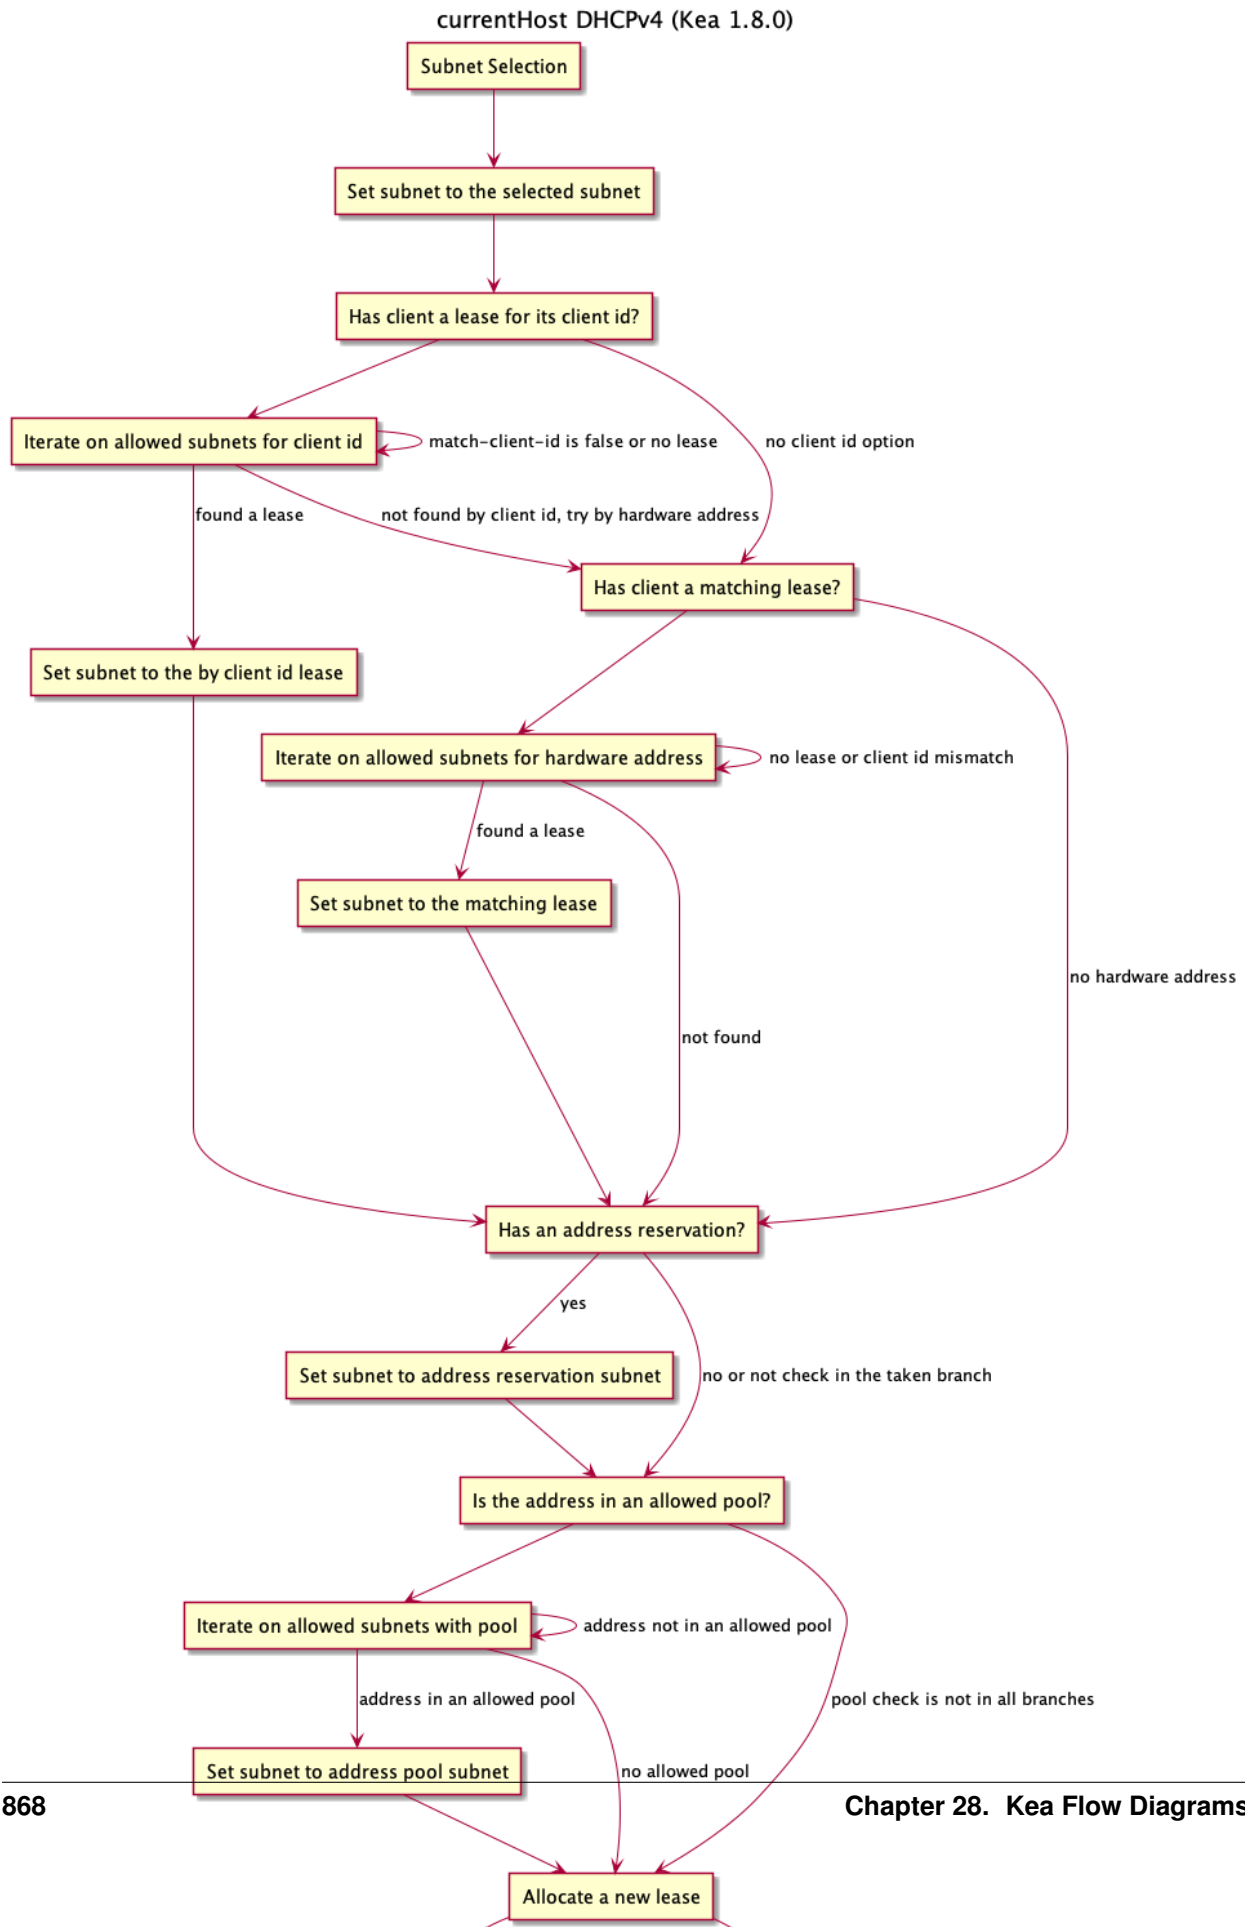 currentHost DHCPv4 (Kea 1.8.0)
Subnet Selection
Set subnet to the selected subnet
Has client a lease for its client id?
Iterate on allowed subnets for client id
match-client-id is false or no lease
no client id option
found a lease
not found by client id, try by hardware address
Has client a matching lease?
Set subnet to the by client id lease
Iterate on allowed subnets for hardware address
no lease or client id mismatch
found a lease
Set subnet to the matching lease
no hardware address
not found
Has an address reservation?
yes
Set subnet to address reservation subnet
no or not check in the taken branch
Is the address in an allowed pool?
Iterate on allowed subnets with pool
address not in an allowed pool
address in an allowed pool
pool check is not in all branches
Set subnet to address pool subnet
no allowed pool
868
Chapter 28. Kea Flow Diagrams
Allocate a new lease